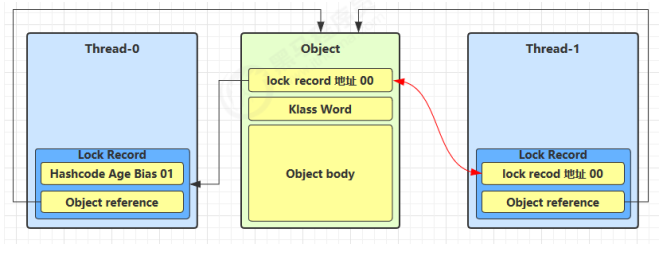 Thread-0
Object
Thread-1
lock record 地址 00
Klass Word
Object body
Lock Record
Hashcode Age Bias 01
Object reference
Lock Record
lock recod 地址 00
Object reference